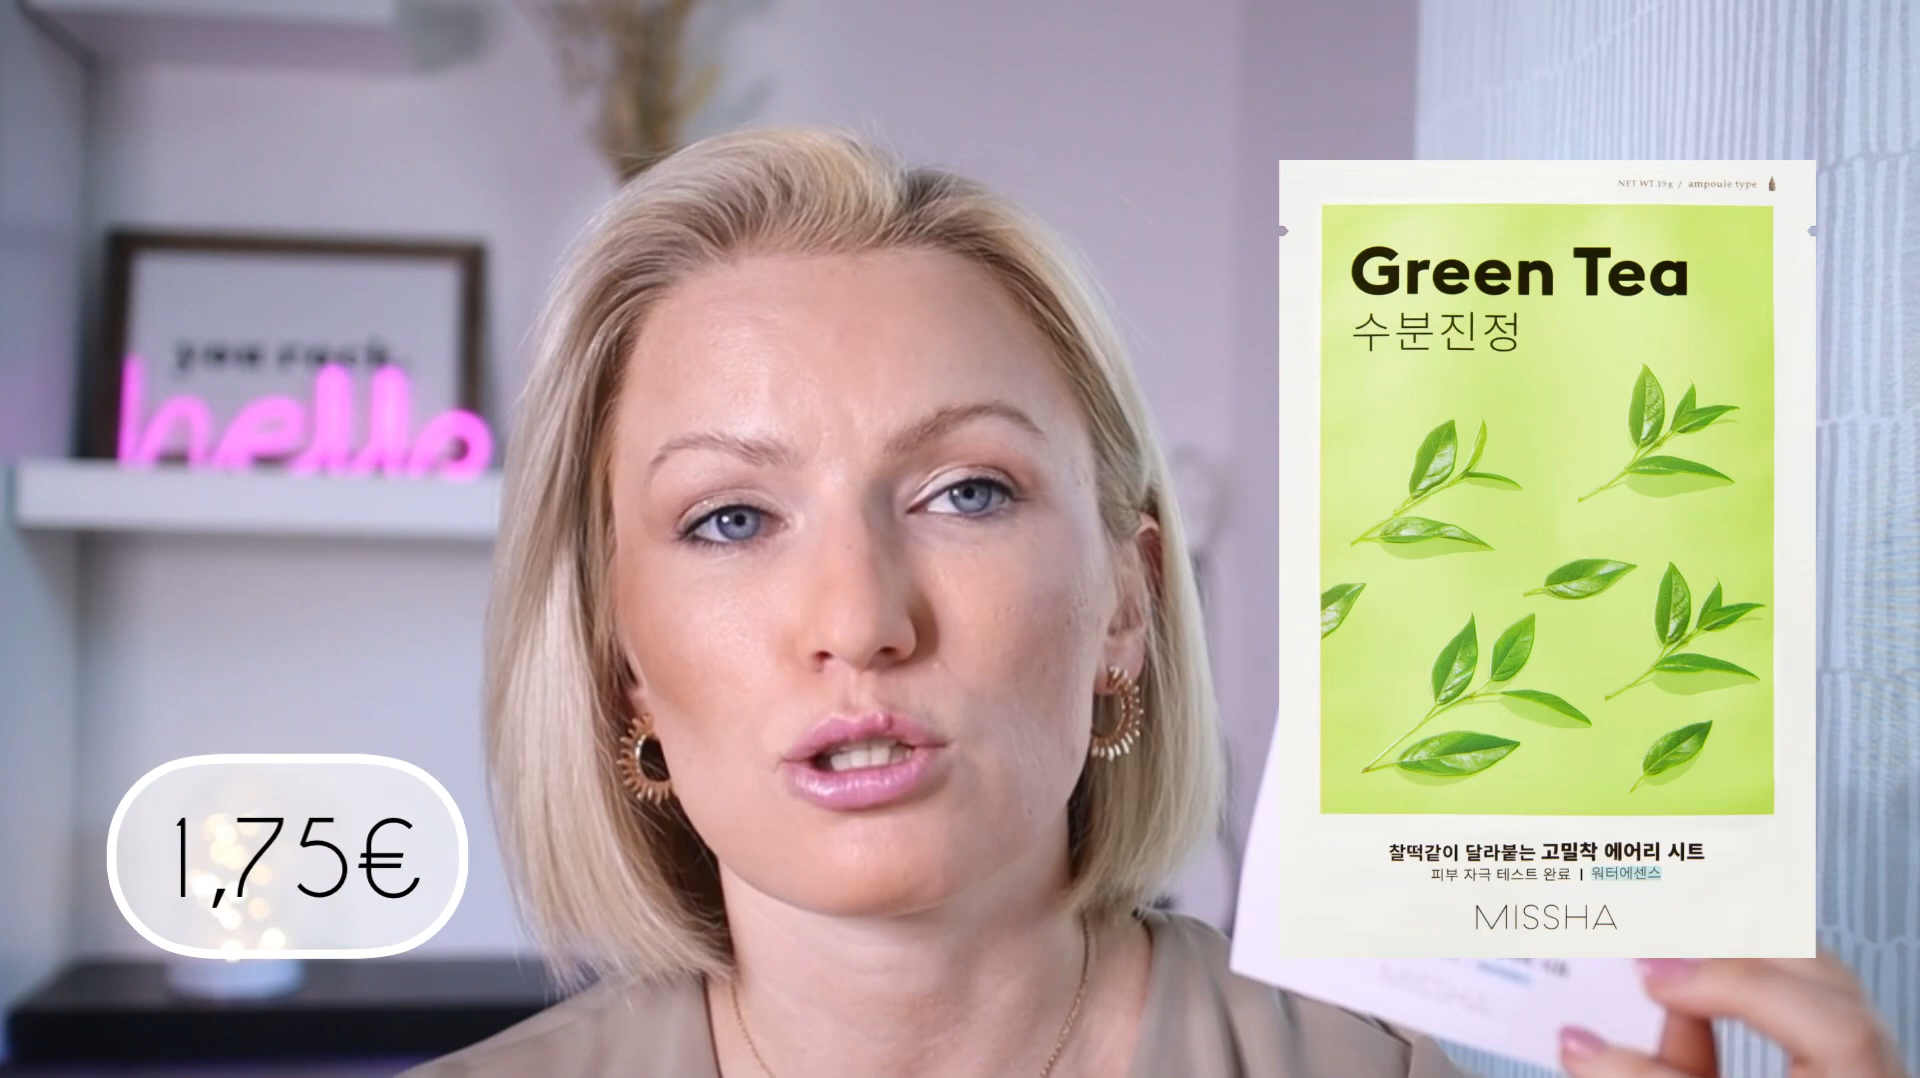 you rock.
hello
1,75€
NET WT.19g / ampoule type
Green Tea
수분진정
찰떡같이 달라붙는 고밀착 에어리 시트
피부 자극 테스트 완료 | 워터에센스
MISSHA
MISSHA